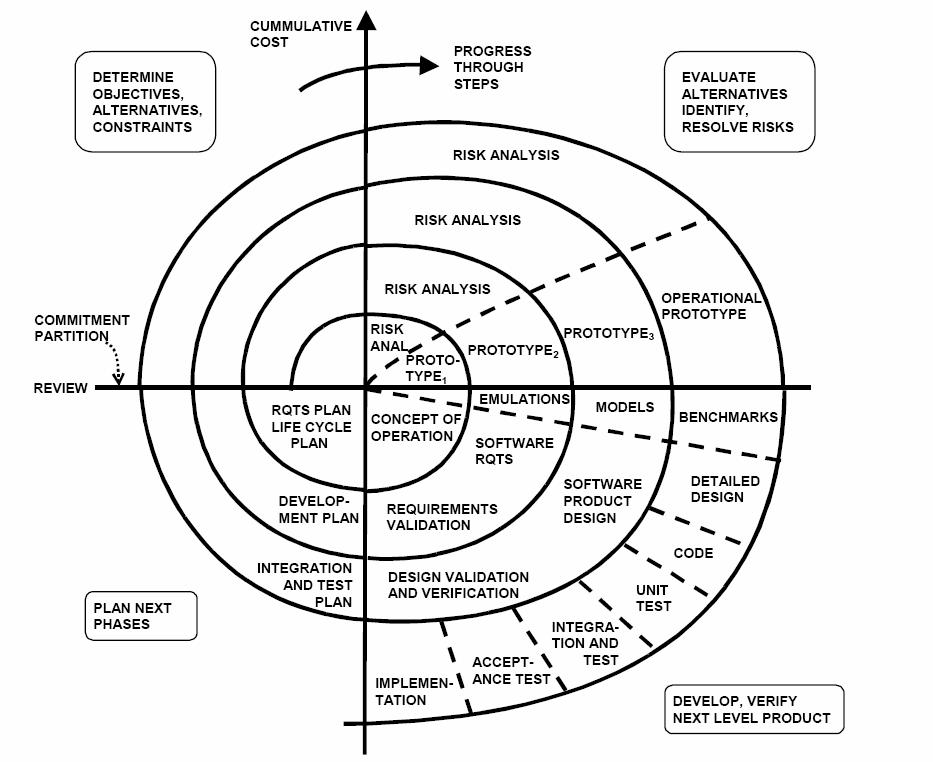 CUMMULATIVE
COST
PROGRESS
THROUGH
STEPS
DETERMINE
OBJECTIVES,
ALTERNATIVES,
CONSTRAINTS
EVALUATE
ALTERNATIVES
IDENTIFY,
RESOLVE RISKS
RISK ANALYSIS
RISK ANALYSIS
RISK ANALYSIS
RISK
ANAL.
OPERATIONAL
PROTOTYPE
PROTOTYPE3
PROTOTYPE2
PROTO-
TYPE1
COMMITMENT
PARTITION
REVIEW
RQTS PLAN
LIFE CYCLE
PLAN
CONCEPT OF
OPERATION
EMULATIONS
MODELS
BENCHMARKS
SOFTWARE
RQTS
SOFTWARE
PRODUCT
DESIGN
DETAILED
DESIGN
DEVELOP-
MENT PLAN
REQUIREMENTS
VALIDATION
CODE
INTEGRATION
AND TEST
PLAN
DESIGN VALIDATION
AND VERIFICATION
UNIT
TEST
INTEGRA-
TION AND
TEST
ACCEPT-
ANCE TEST
IMPLEMEN-
TATION
PLAN NEXT
PHASES
DEVELOP, VERIFY
NEXT LEVEL PRODUCT